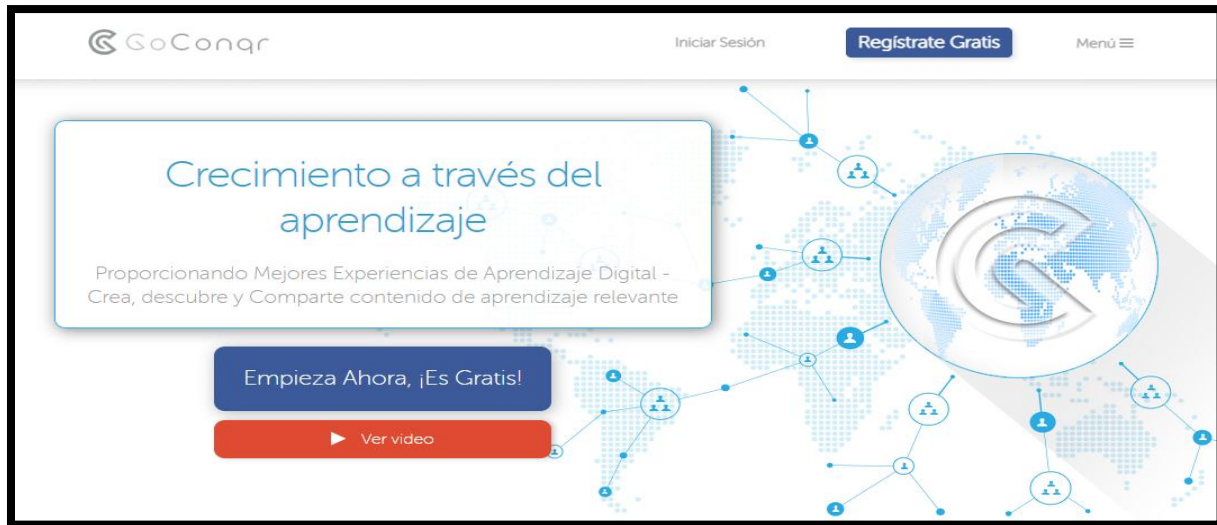 GoConqr
Iniciar Sesión
Regístrate Gratis
Menú
Crecimiento a través del
aprendizaje
Proporcionando Mejores Experiencias de Aprendizaje Digital -
Crea, descubre y Comparte contenido de aprendizaje relevante
Empieza Ahora, ¡Es Gratis!
Ver video